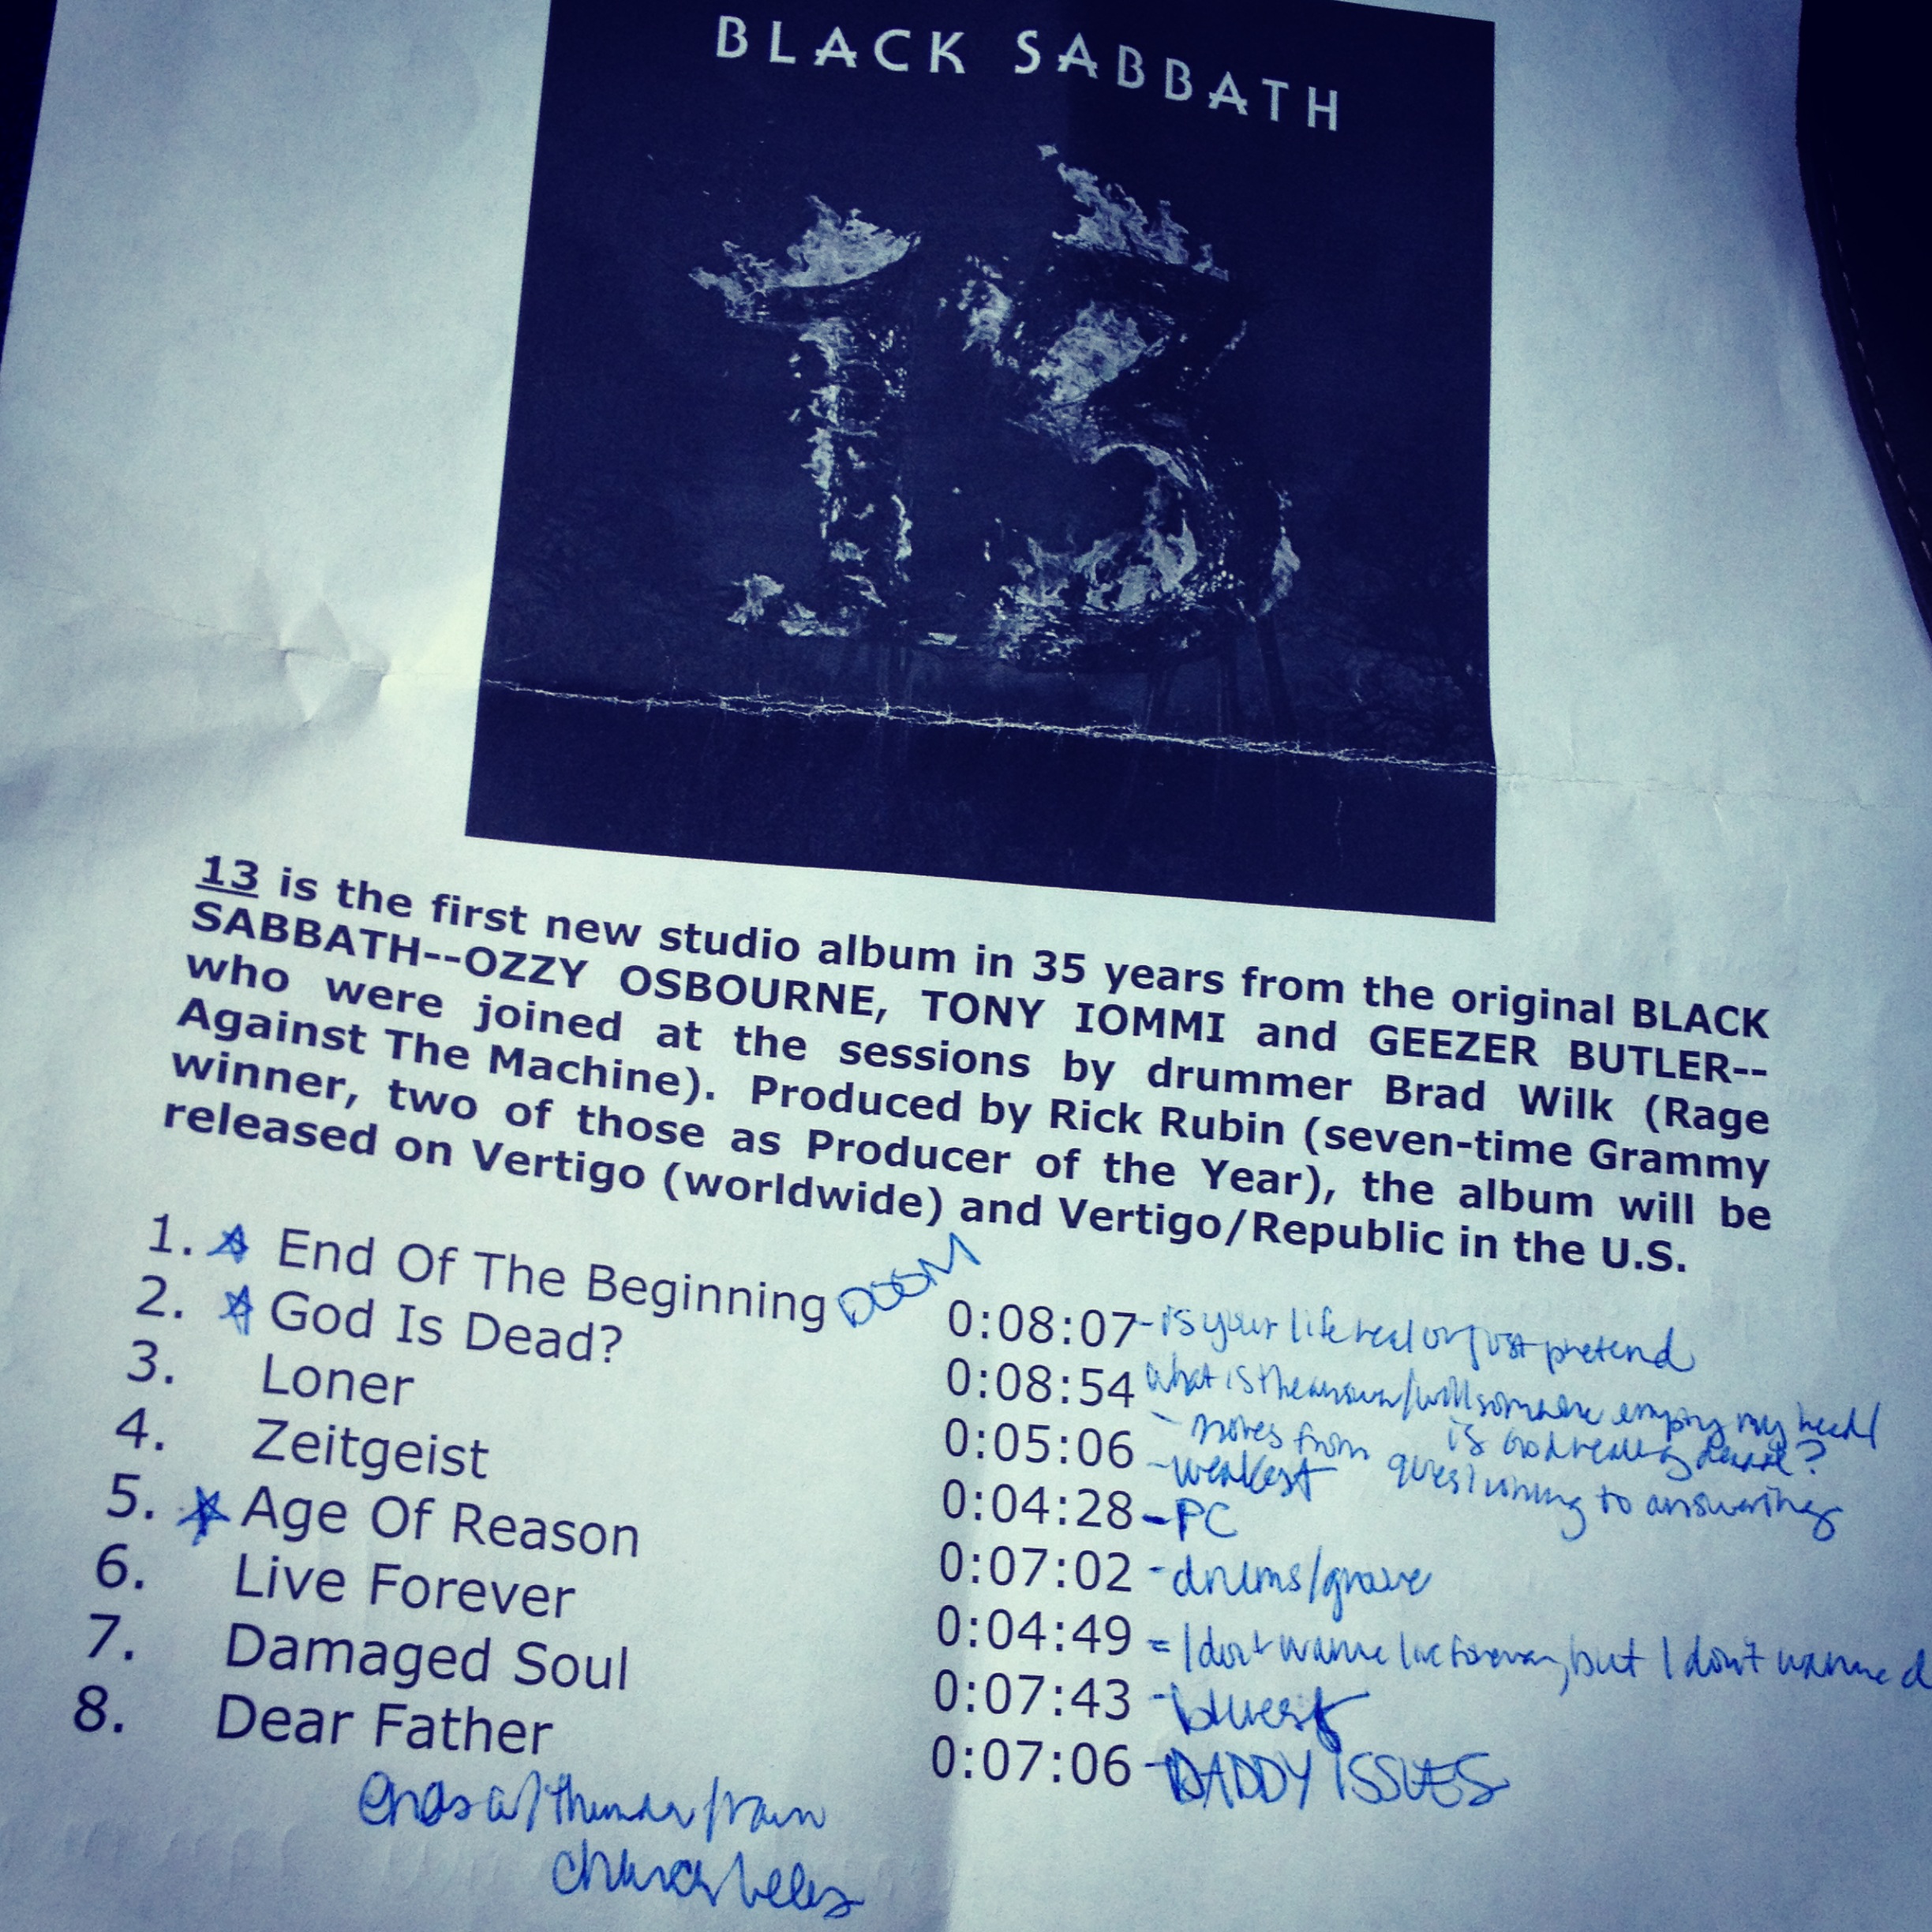 BLACK SABBATH
13
13 is the first new studio album in 35 years from the original BLACK
SABBATH--OZZY OSBOURNE, TONY IOMMI and GEEZER BUTLER--
who were joined at the sessions by drummer Brad Wilk (Rage
Against The Machine). Produced by Rick Rubin (seven-time Grammy
winner, two of those as Producer of the Year), the album will be
released on Vertigo (worldwide) and Vertigo/Republic in the U.S.
1. End Of The Beginning DOOM 0:08:07 - is your life real or just pretend
2. God Is Dead? 0:08:54 what is the answer/will someone empty my head/
is God really dead?
3. Loner 0:05:06 - moves from questioning to answering
- weakest
4. Zeitgeist 0:04:28 - PC
5. Age Of Reason 0:07:02 - drums/groove
6. Live Forever 0:04:49 = I don't wanna live forever, but I don't wanna d
7. Damaged Soul 0:07:43 - blues
8. Dear Father 0:07:06 - DADDY ISSUES
ends w/thunder/rain
church bells